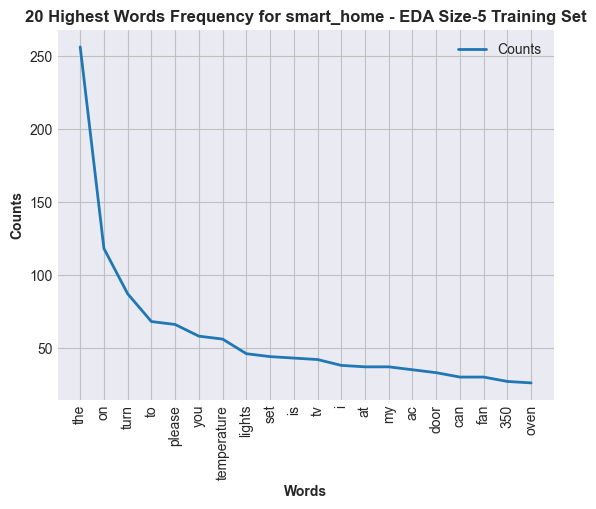 20 Highest Words Frequency for smart_home - EDA Size-5 Training Set
Counts
250
200
150
100
50
Counts
the
on
turn
to
please
you
temperature
lights
set
is
tv
i
at
my
ac
door
can
fan
350
oven
Words